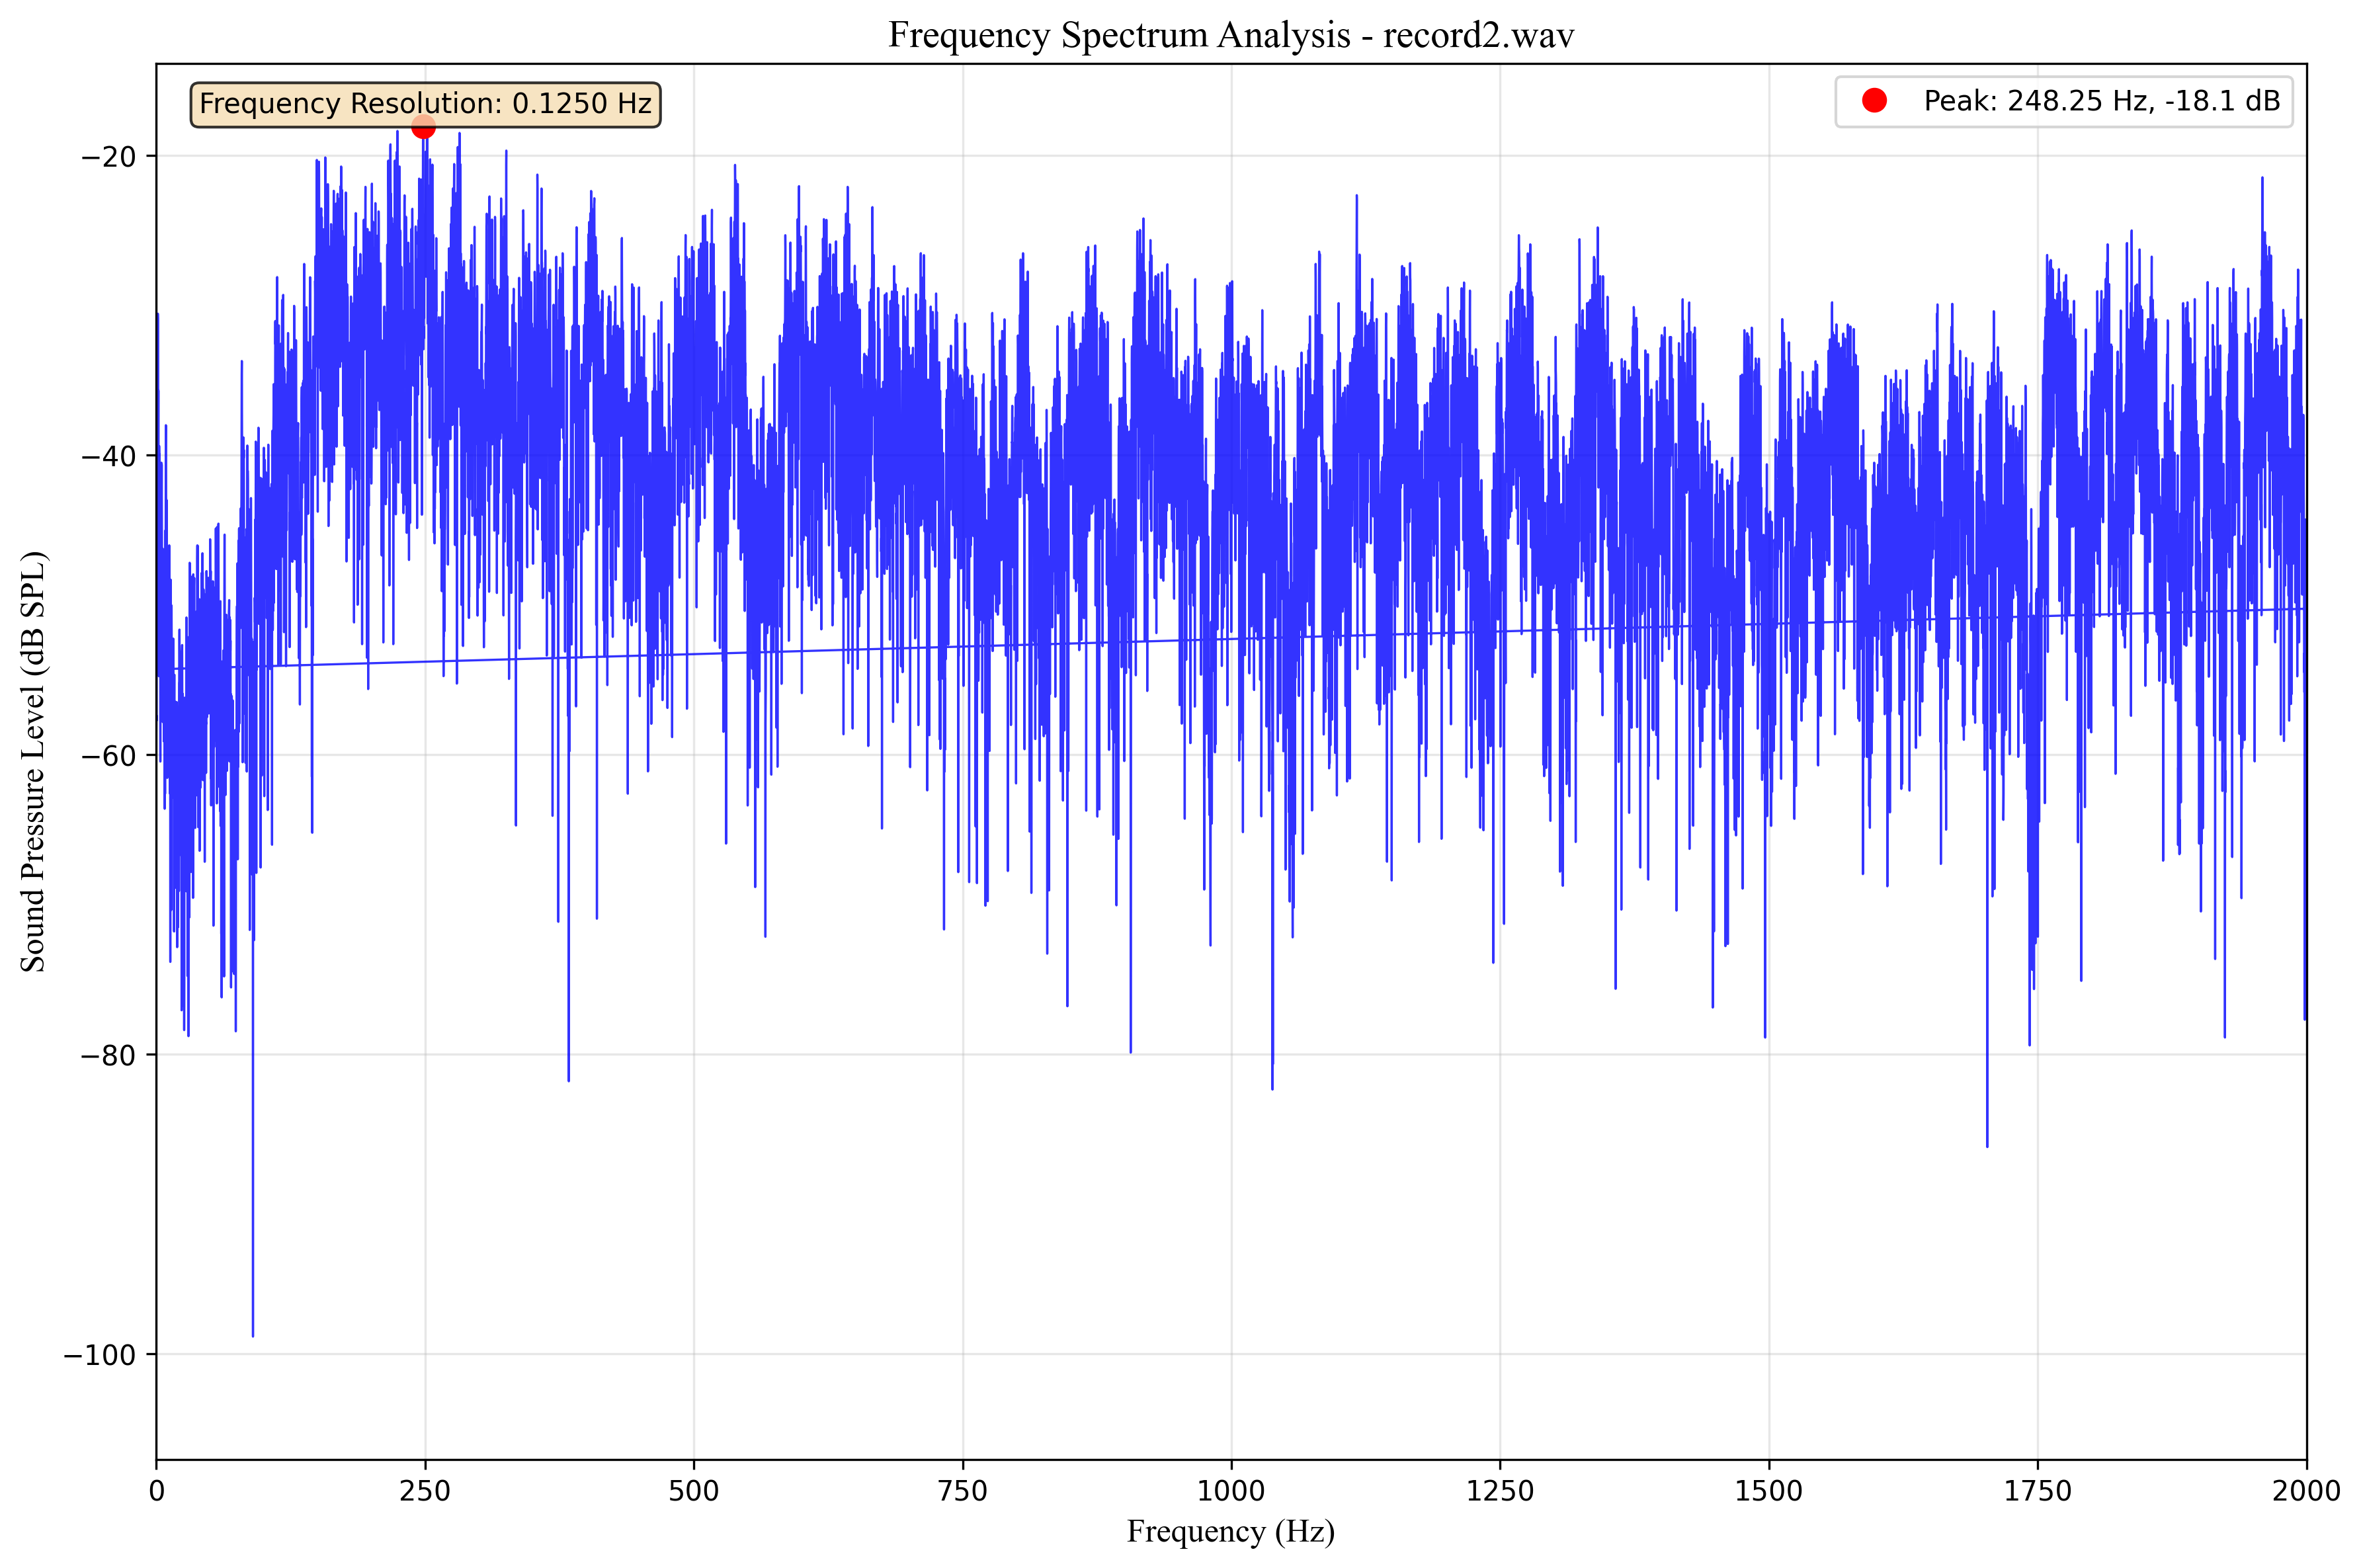 Frequency Spectrum Analysis - record2.wav
Frequency Resolution: 0.1250 Hz
Peak: 248.25 Hz, -18.1 dB
Sound Pressure Level (dB SPL)
−20
−40
−60
−80
−100
0 250 500 750 1000 1250 1500 1750 2000
Frequency (Hz)